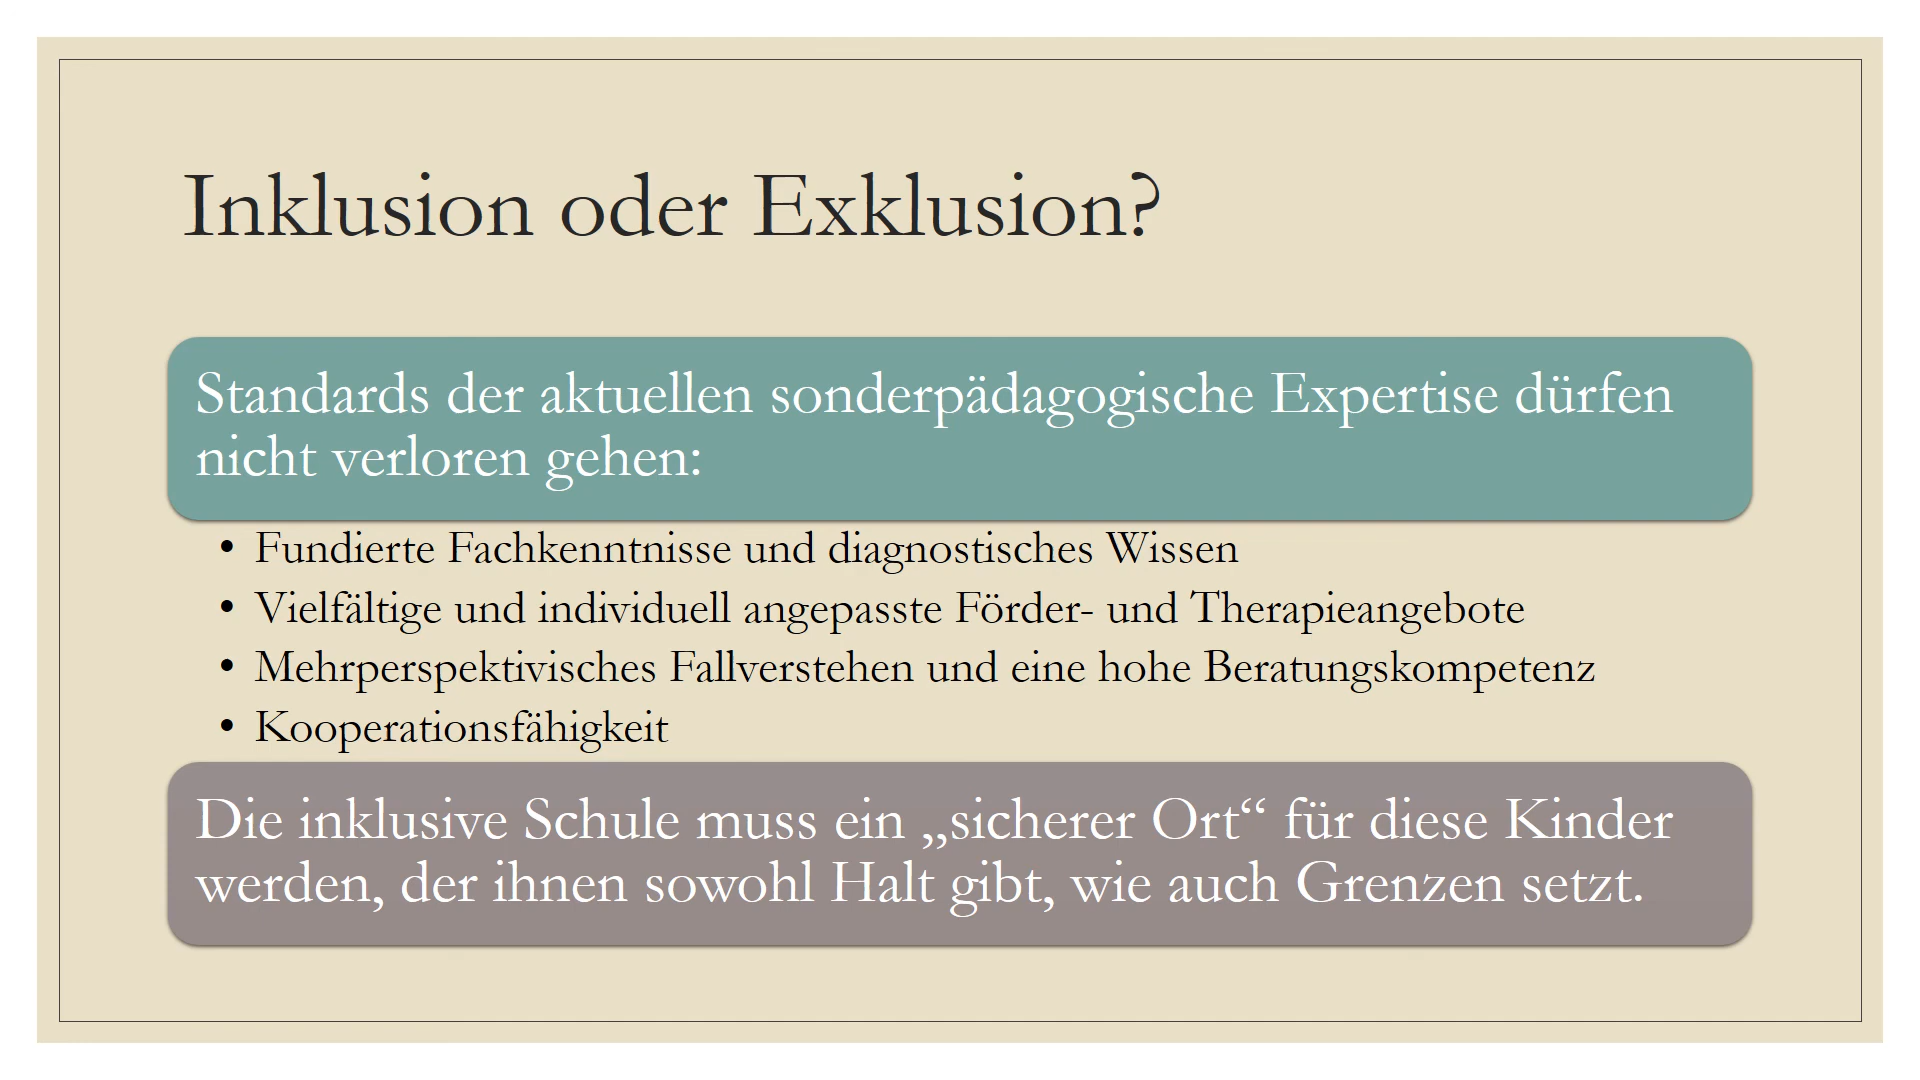 Inklusion oder Exklusion?
Standards der aktuellen sonderpädagogische Expertise dürfen
nicht verloren gehen:
• Fundierte Fachkenntnisse und diagnostisches Wissen
• Vielfältige und individuell angepasste Förder- und Therapieangebote
• Mehrperspektivisches Fallverstehen und eine hohe Beratungskompetenz
• Kooperationsfähigkeit
Die inklusive Schule muss ein „sicherer Ort“ für diese Kinder
werden, der ihnen sowohl Halt gibt, wie auch Grenzen setzt.